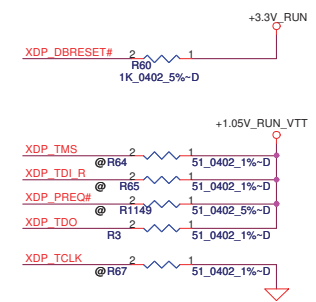 +3.3V_RUN
XDP_DBRESET# 2 1
R60
1K_0402_5%~D
+1.05V_RUN_VTT
XDP_TMS 2 1
@R64 51_0402_1%~D
XDP_TDI_R 2 1
@ R65 51_0402_1%~D
XDP_PREQ# 2 1
@ R1149 51_0402_5%~D
XDP_TDO 2 1
R3 51_0402_1%~D
XDP_TCLK 2 1
@R67 51_0402_1%~D